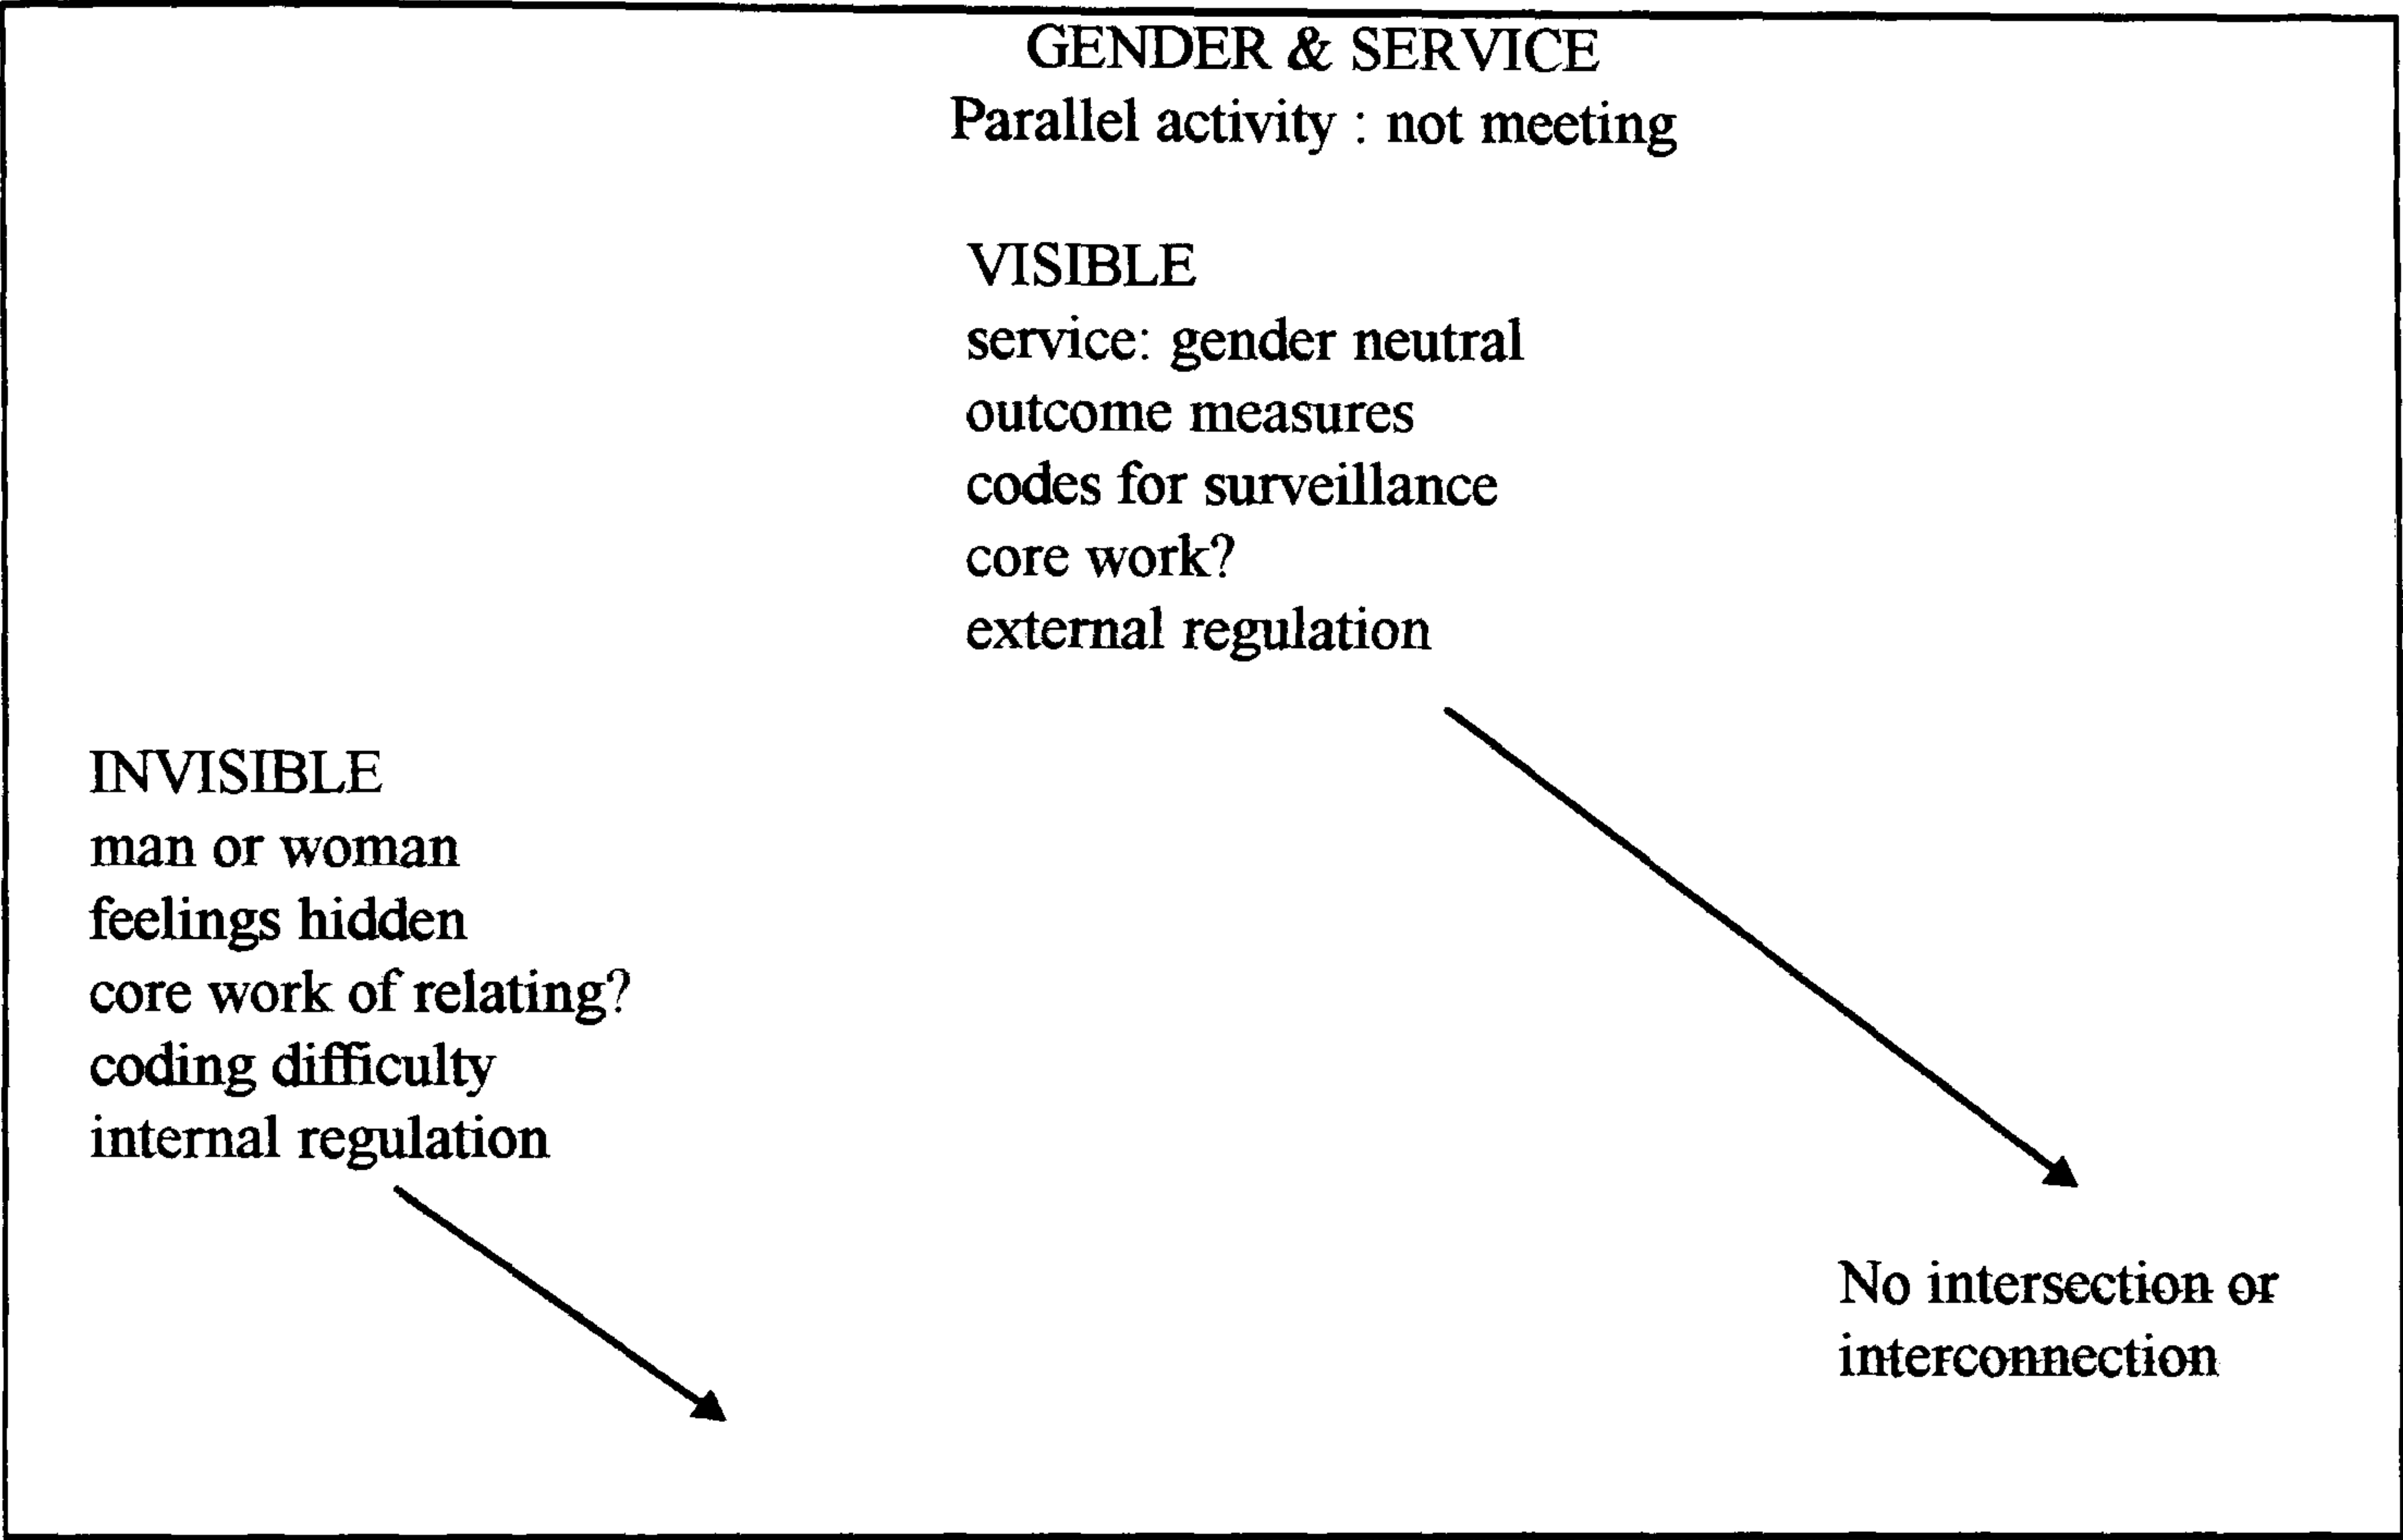 GENDER & SERVICE
Parallel activity : not meeting
VISIBLE
service: gender neutral
outcome measures
codes for surveillance
core work?
external regulation
INVISIBLE
man or woman
feelings hidden
core work of relating?
coding difficulty
internal regulation
No intersection or
interconnection